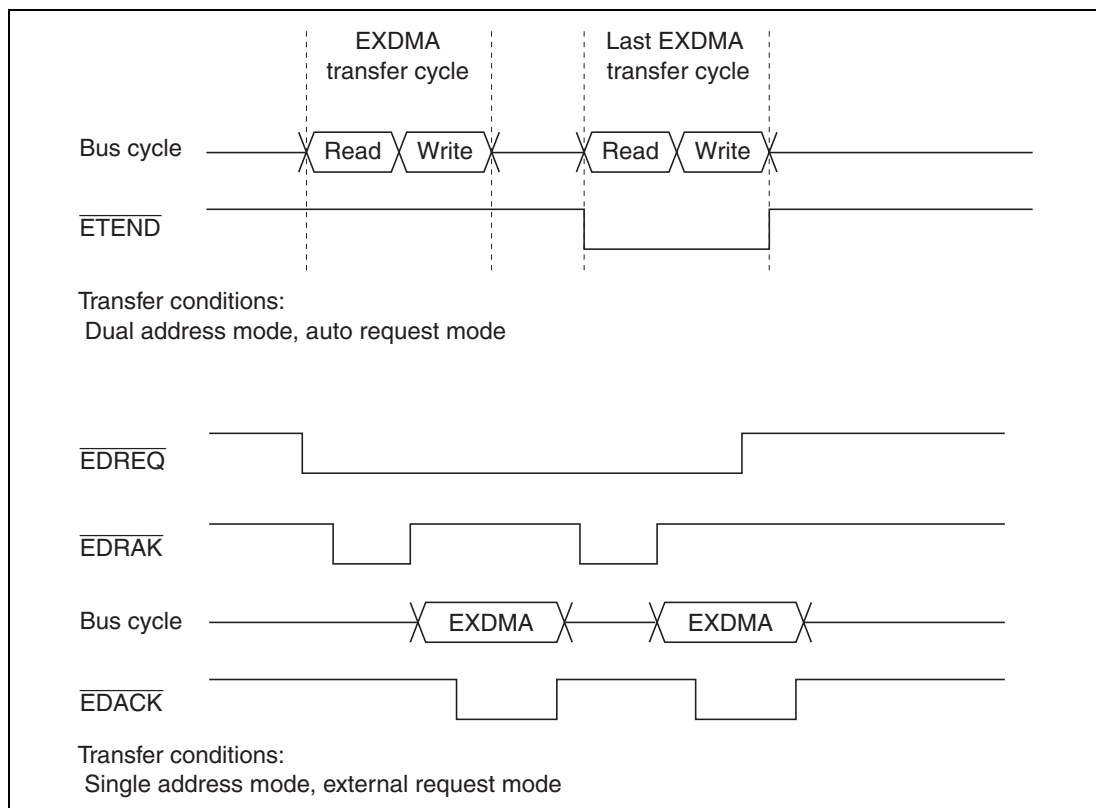 EXDMA
transfer cycle
Last EXDMA
transfer cycle
Bus cycle
Read
Write
Read
Write
ETEND
Transfer conditions:
Dual address mode, auto request mode
EDREQ
EDRAK
Bus cycle
EXDMA
EXDMA
EDACK
Transfer conditions:
Single address mode, external request mode